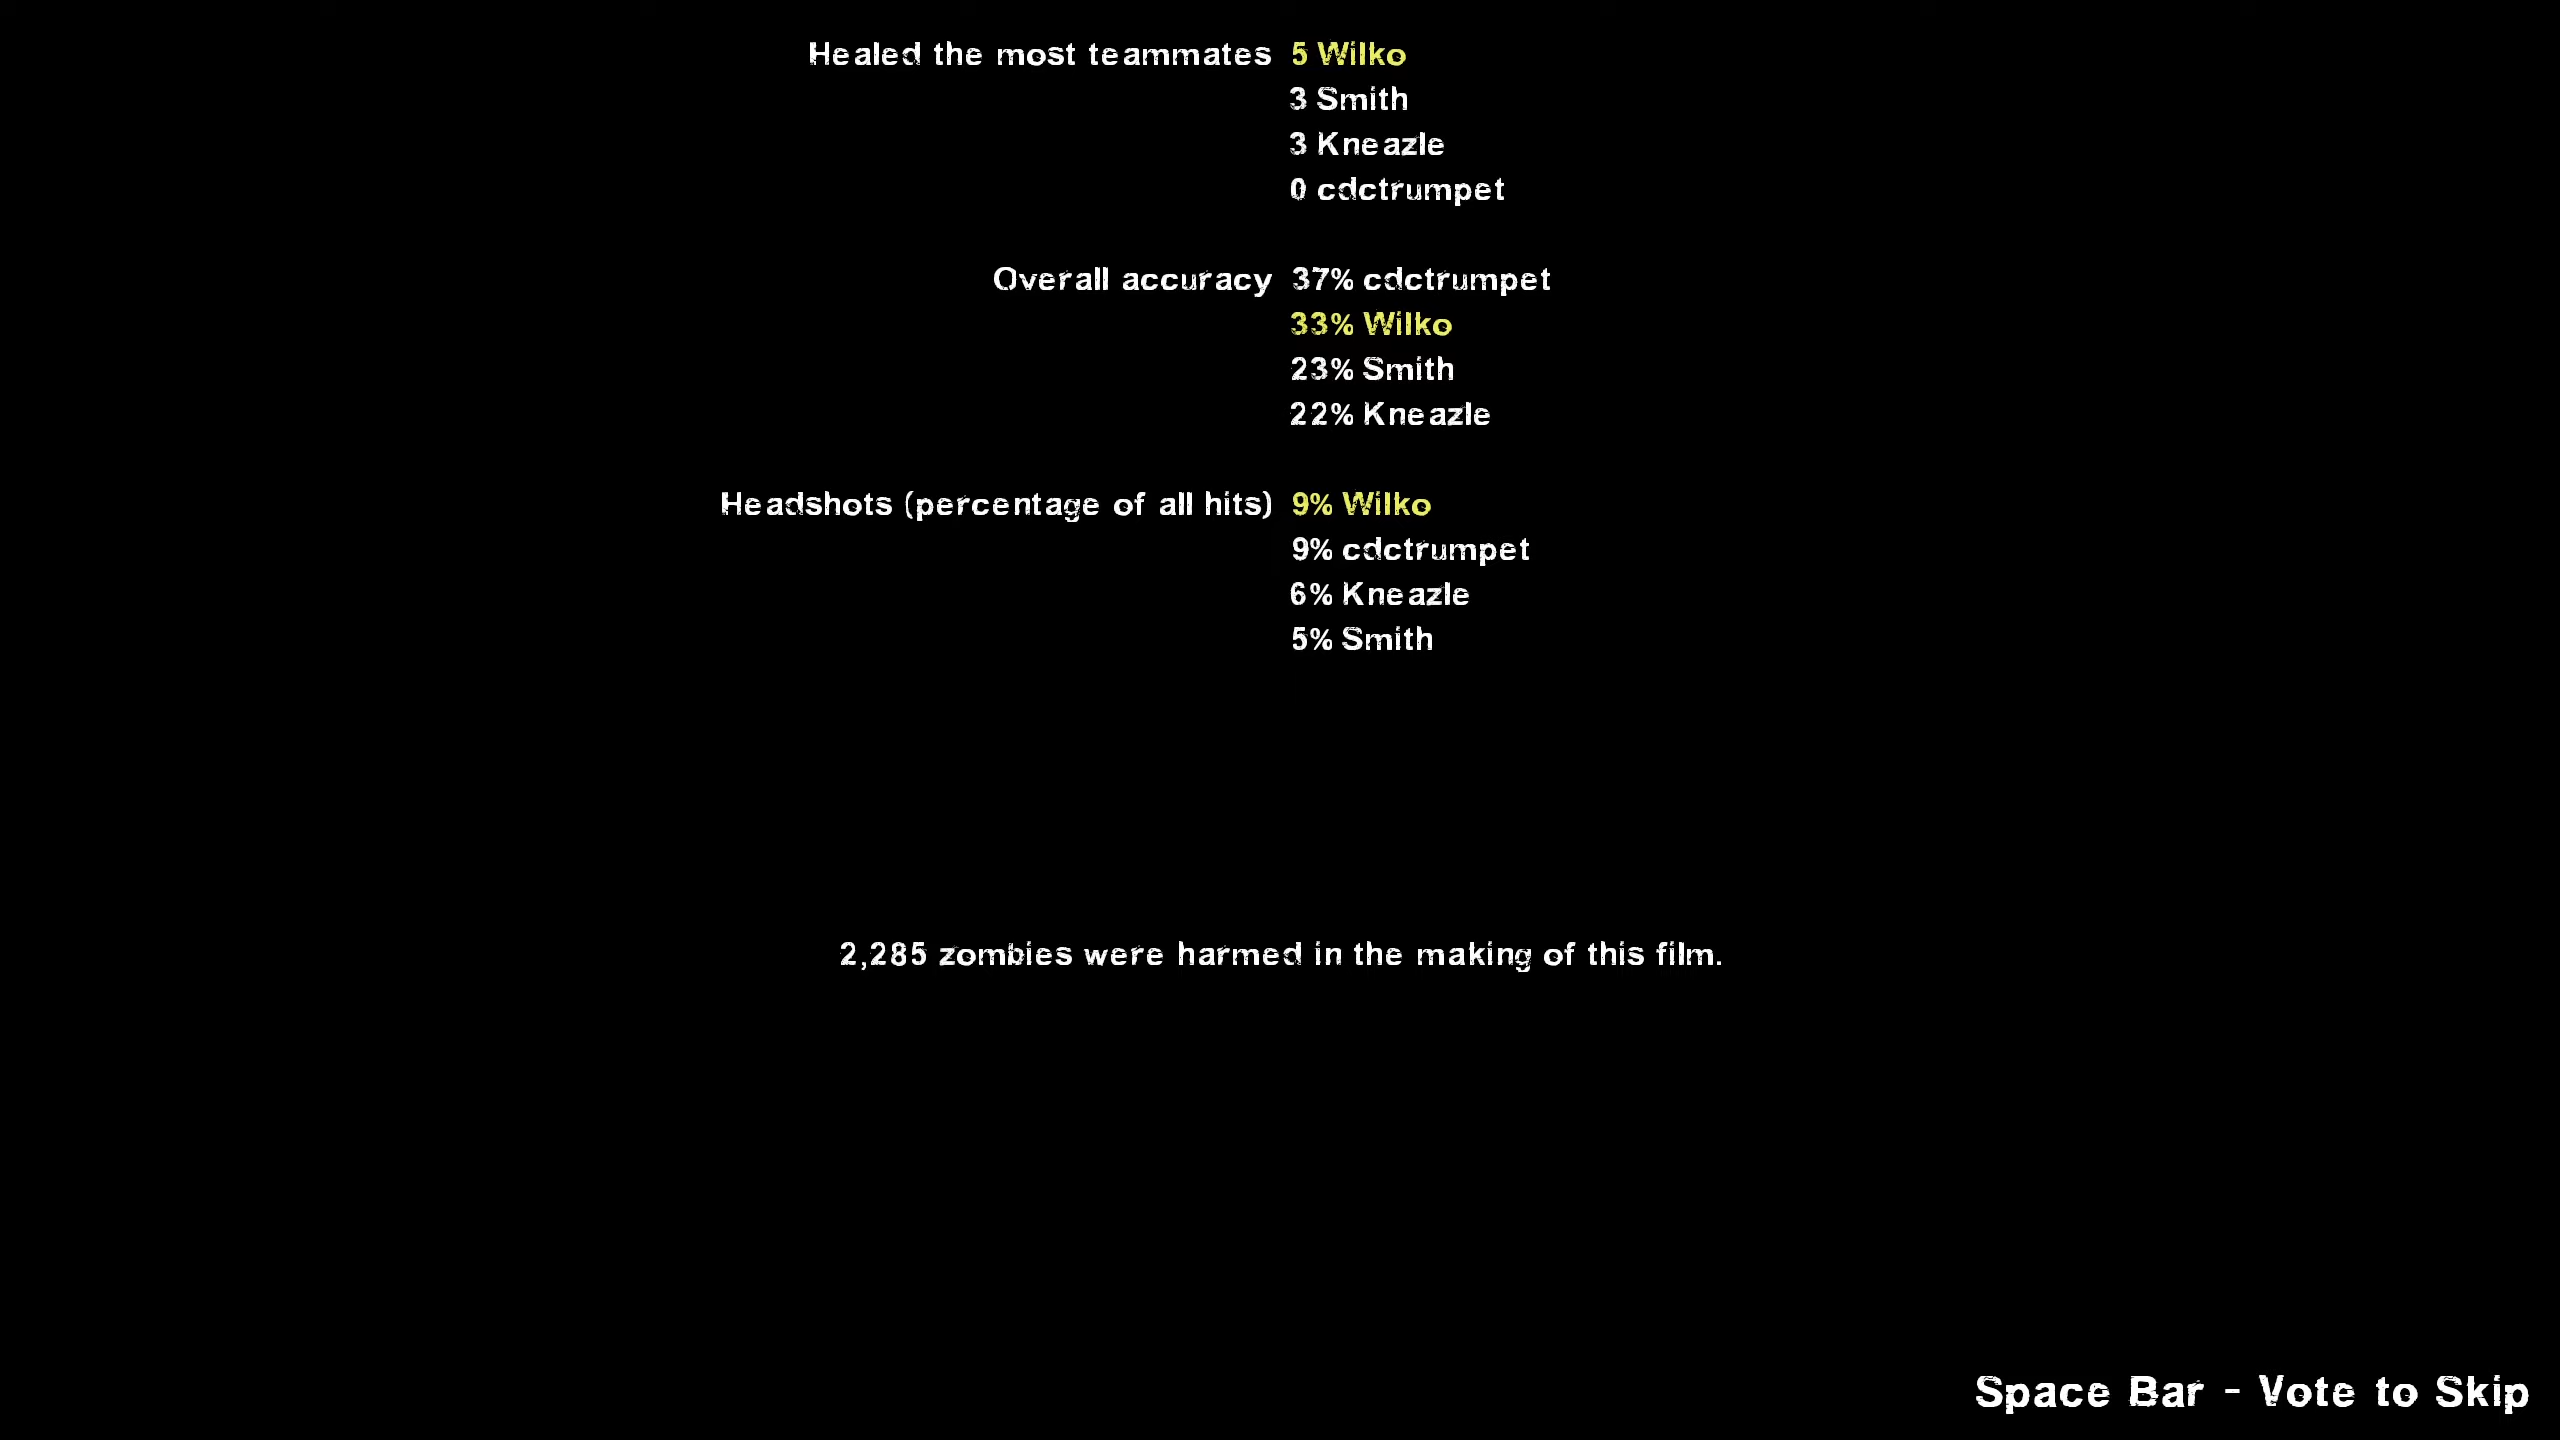 Healed the most teammates 5 Wilko
3 Smith
3 Kneazle
0 cdctrumpet
Overall accuracy 37% cdctrumpet
33% Wilko
23% Smith
22% Kneazle
Headshots (percentage of all hits) 9% Wilko
9% cdctrumpet
6% Kneazle
5% Smith
2,285 zombies were harmed in the making of this film.
Space Bar - Vote to Skip